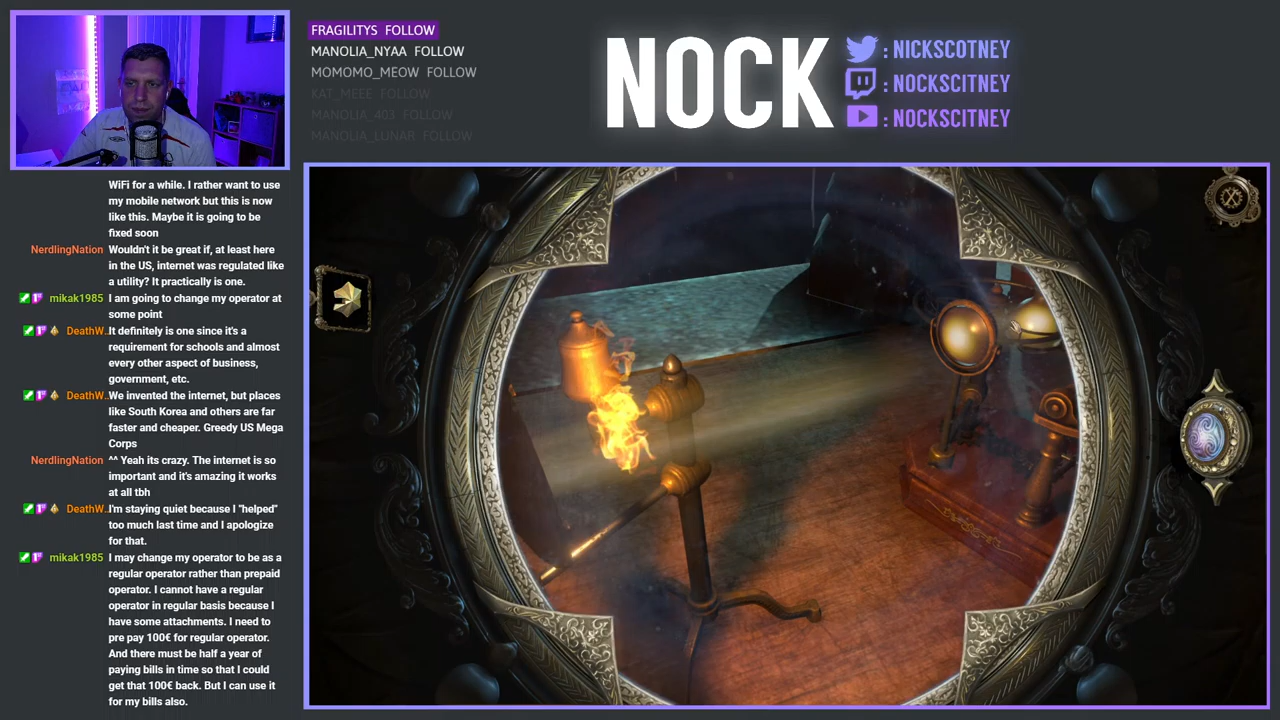 FRAGILITYS FOLLOW
MANOLIA_NYAA FOLLOW
MOMOMO_MEOW FOLLOW
KAT_MEEE FOLLOW
MANOLIA_403 FOLLOW
MANOLIA_LUNAR FOLLOW
NOCK
: NICKSCOTNEY
: NOCKSCITNEY
: NOCKSCITNEY
WiFi for a while. I rather want to use
my mobile network but this is now
like this. Maybe it is going to be
fixed soon
NerdlingNation Wouldn't it be great if, at least here
in the US, internet was regulated like
a utility? It practically is one.
mikak1985 I am going to change my operator at
some point
DeathW.. It definitely is one since it's a
requirement for schools and almost
every other aspect of business,
government, etc.
DeathW.. We invented the internet, but places
like South Korea and others are far
faster and cheaper. Greedy US Mega
Corps
NerdlingNation ^^ Yeah its crazy. The internet is so
important and it's amazing it works
at all tbh
DeathW.. I'm staying quiet because I "helped"
too much last time and I apologize
for that.
mikak1985 I may change my operator to be as a
regular operator rather than prepaid
operator. I cannot have a regular
operator in regular basis because I
have some attachments. I need to
pre pay 100€ for regular operator.
And there must be half a year of
paying bills in time so that I could
get that 100€ back. But I can use it
for my bills also.